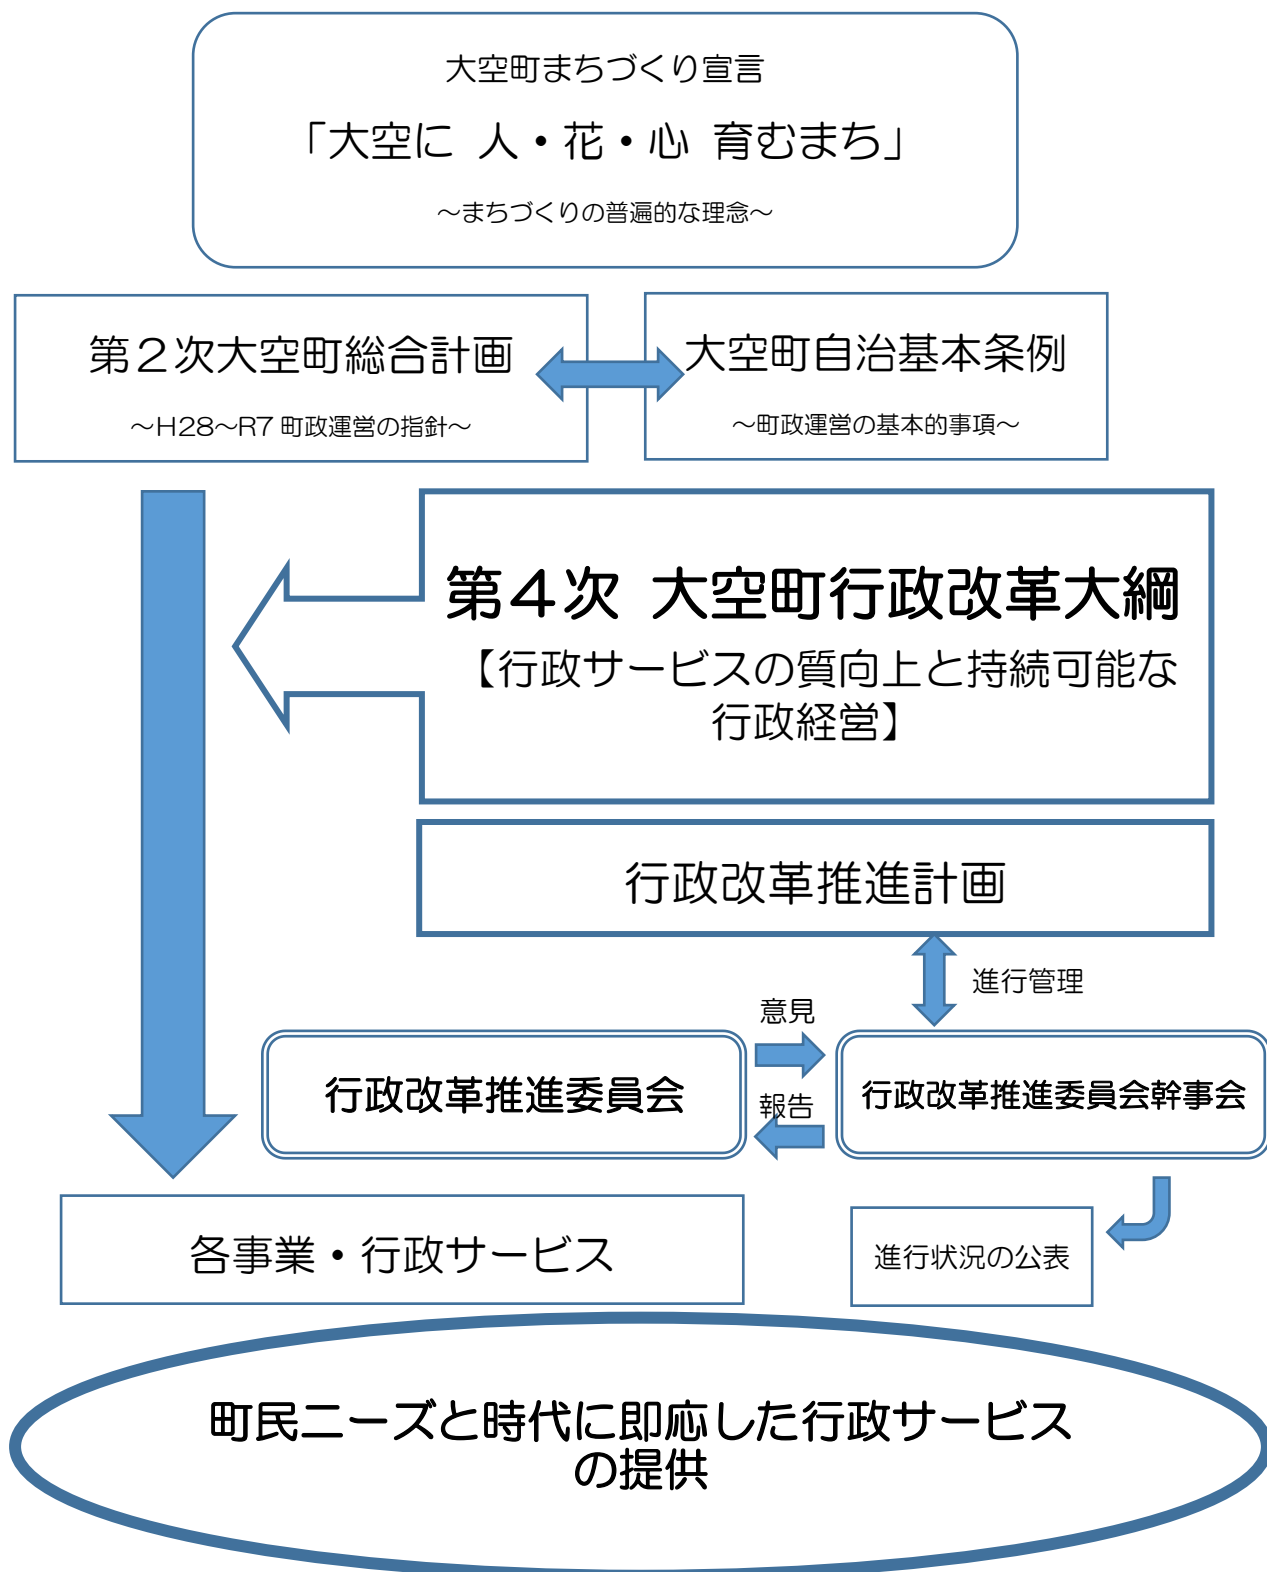 大空町まちづくり宣言
「大空に 人・花・心 育むまち」
～まちづくりの普遍的な理念～
第２次大空町総合計画
～H28～R7 町政運営の指針～
大空町自治基本条例
～町政運営の基本的事項～
第４次 大空町行政改革大綱
【行政サービスの質向上と持続可能な
行政経営】
行政改革推進計画
進行管理
意見
行政改革推進委員会
報告
行政改革推進委員会幹事会
各事業・行政サービス
進行状況の公表
町民ニーズと時代に即応した行政サービス
の提供